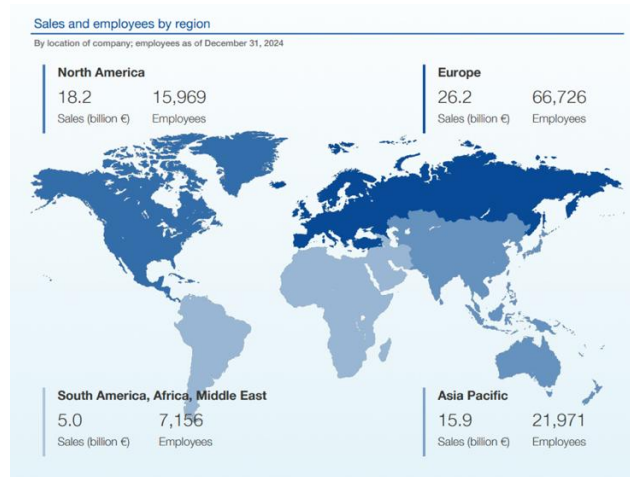 Sales and employees by region
By location of company; employees as of December 31, 2024
North America
18.2 15,969
Sales (billion €) Employees
Europe
26.2 66,726
Sales (billion €) Employees
South America, Africa, Middle East
5.0 7,156
Sales (billion €) Employees
Asia Pacific
15.9 21,971
Sales (billion €) Employees